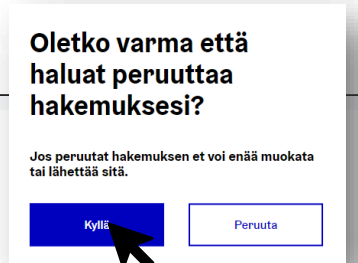 Oletko varma että
haluat peruuttaa
hakemuksesi?
Jos peruutat hakemuksen et voi enää muokata
tai lähettää sitä.
Kyllä
Peruuta